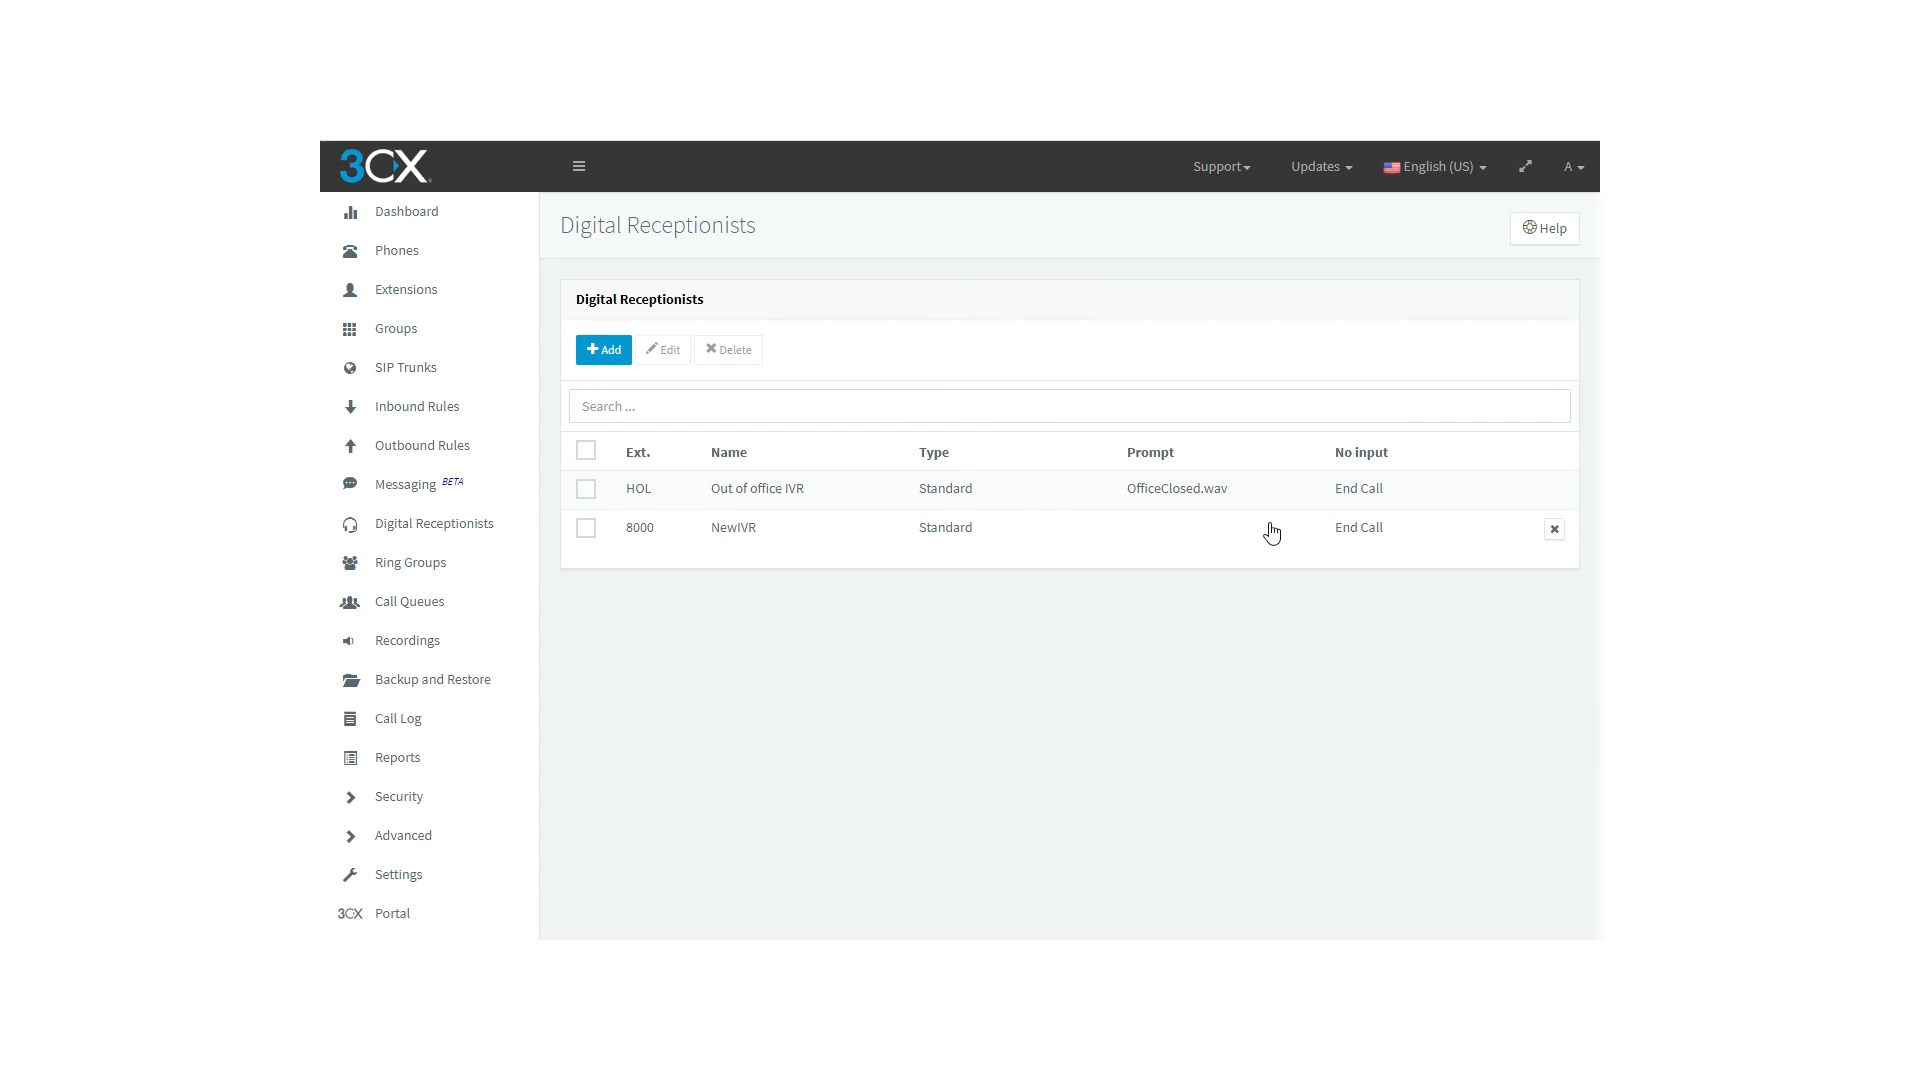 3CX
Support
Updates
English (US)
A
Dashboard
Phones
Extensions
Groups
SIP Trunks
Inbound Rules
Outbound Rules
Messaging BETA
Digital Receptionists
Ring Groups
Call Queues
Recordings
Backup and Restore
Call Log
Reports
Security
Advanced
Settings
3CX Portal
Digital Receptionists
Help
Digital Receptionists
Add Edit Delete
Search ...
Ext. Name Type Prompt No input
HOL Out of office IVR Standard OfficeClosed.wav End Call
8000 NewIVR Standard End Call